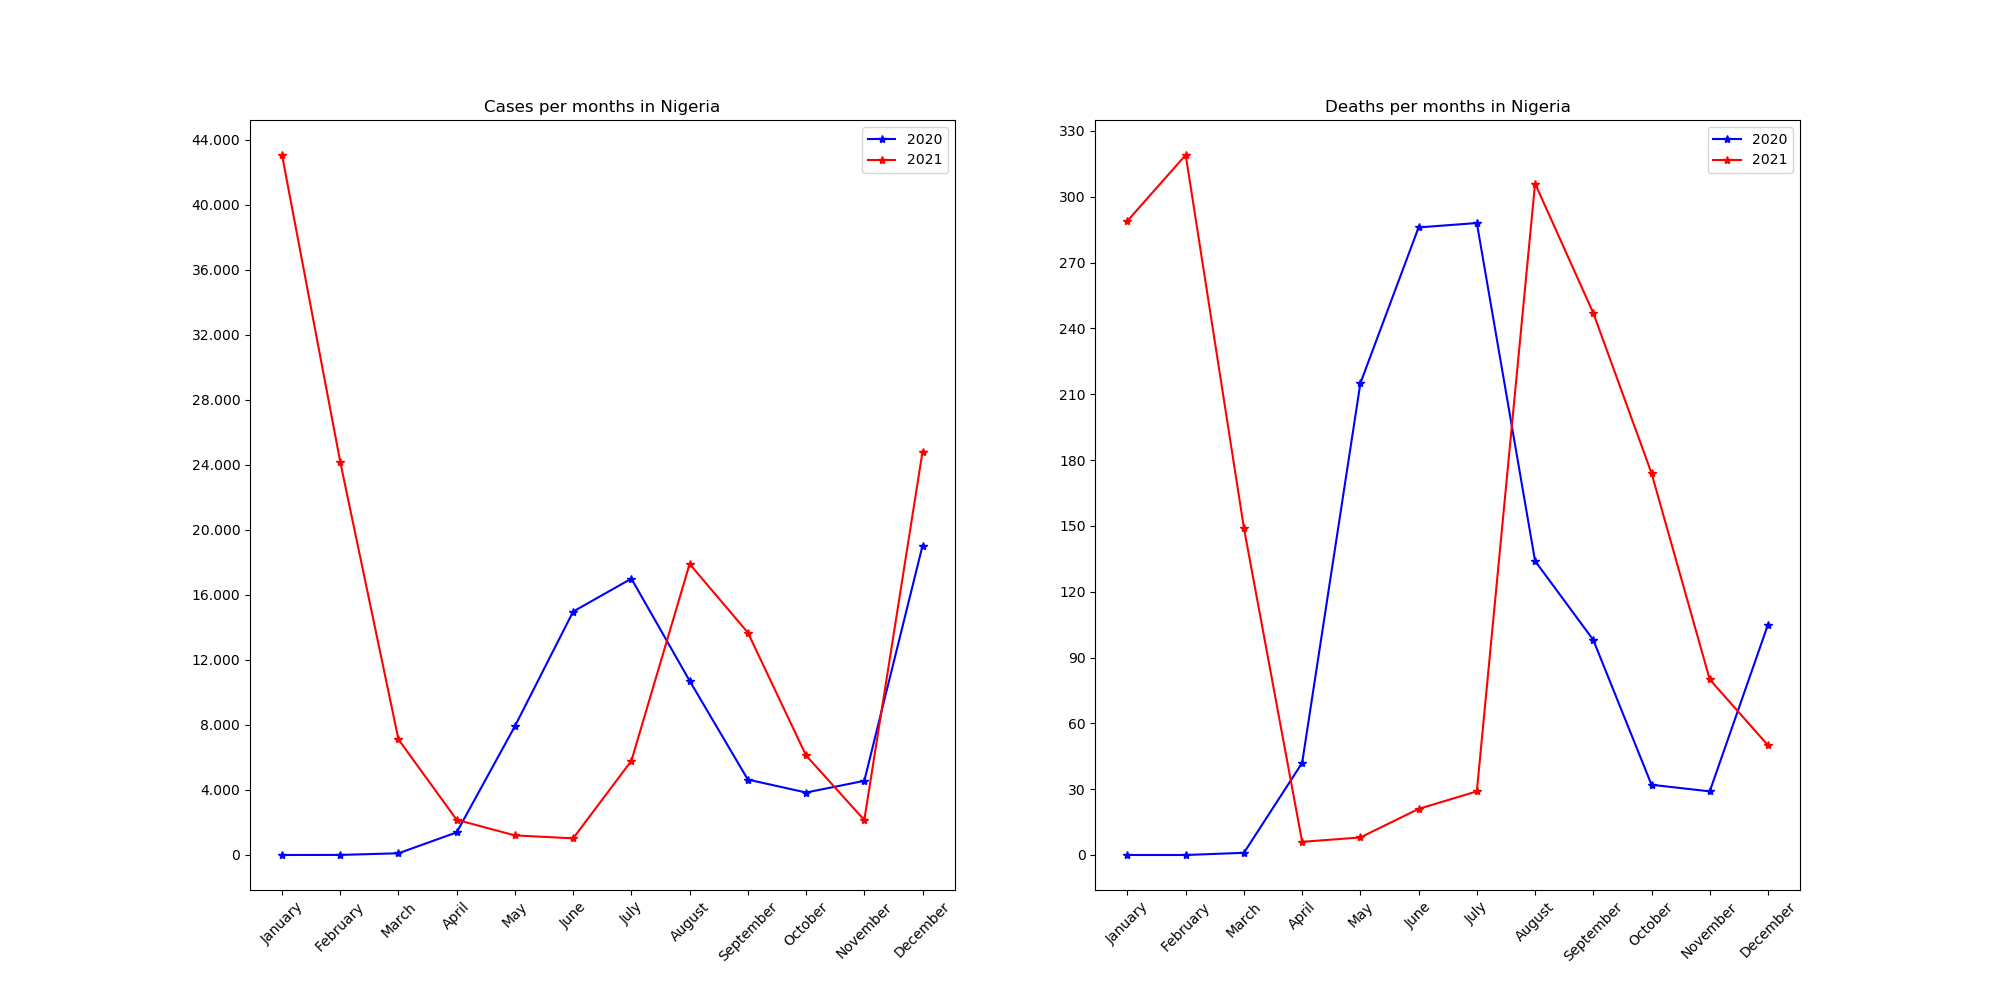 Cases per months in Nigeria
44.000
40.000
36.000
32.000
28.000
24.000
20.000
16.000
12.000
8.000
4.000
0
2020
2021
January
February
March
April
May
June
July
August
September
October
November
December
Deaths per months in Nigeria
330
300
270
240
210
180
150
120
90
60
30
0
2020
2021
January
February
March
April
May
June
July
August
September
October
November
December